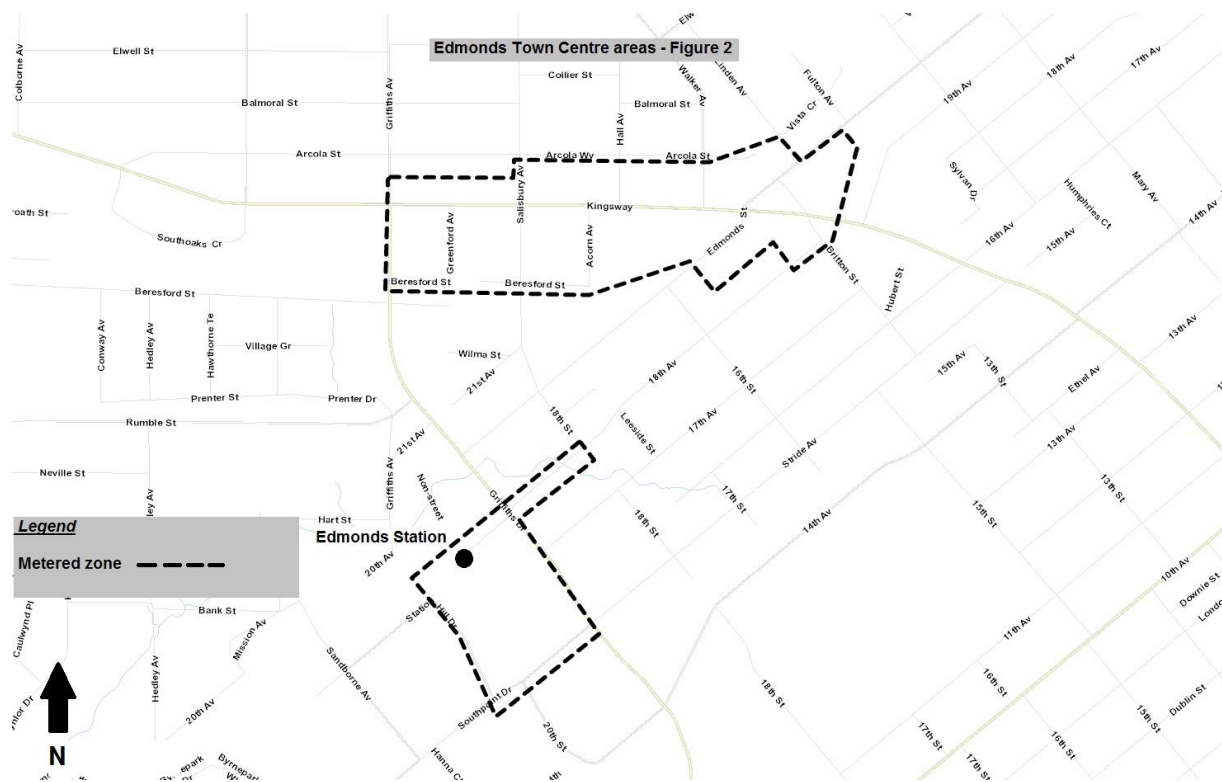 Edmonds Town Centre areas - Figure 2
Colborne Av
Elwell St
Griffiths Av
Balmoral St
Arcola St
Collier St
Hall Av
Balmoral St
Walker Av
Linden Av
Fulton Av
Vista Cr
18th Av
17th Av
19th Av
Arcola Wy
Arcola St
Salisbury Av
Kingsway
Greenford Av
Acorn Av
Edmonds St
Sylvan Dr
Humphries Ct
Mary Av
14th Av
16th Av
15th Av
Southoaks Cr
Beresford St
Beresford St
Beresford St
Britton St
Hubert St
Conway Av
Hedley Av
Hawthorne Te
Village Gr
Prenter St
Prenter Dr
Rumble St
Wilma St
21st Av
18th Av
16th St
15th Av
13th St
13th Av
Ethel Av
18th St
Leeside St
17th Av
Stride Av
13th Av
13th St
21st Av
Neville St
Griffiths Av
Non-street
Griffiths Dr
17th St
18th St
14th Av
15th St
Hart St
Edmonds Station
20th Av
Legend
Metered zone
10th Av
Downie St
Bank St
Station Hill Dr
Caulwynd Pl
Hedley Av
Mission Av
Sandborne Av
11th Av
16th St
15th St
Dublin St
20th Av
Southpoint Dr
20th St
18th St
17th St
16th St
17th St
N